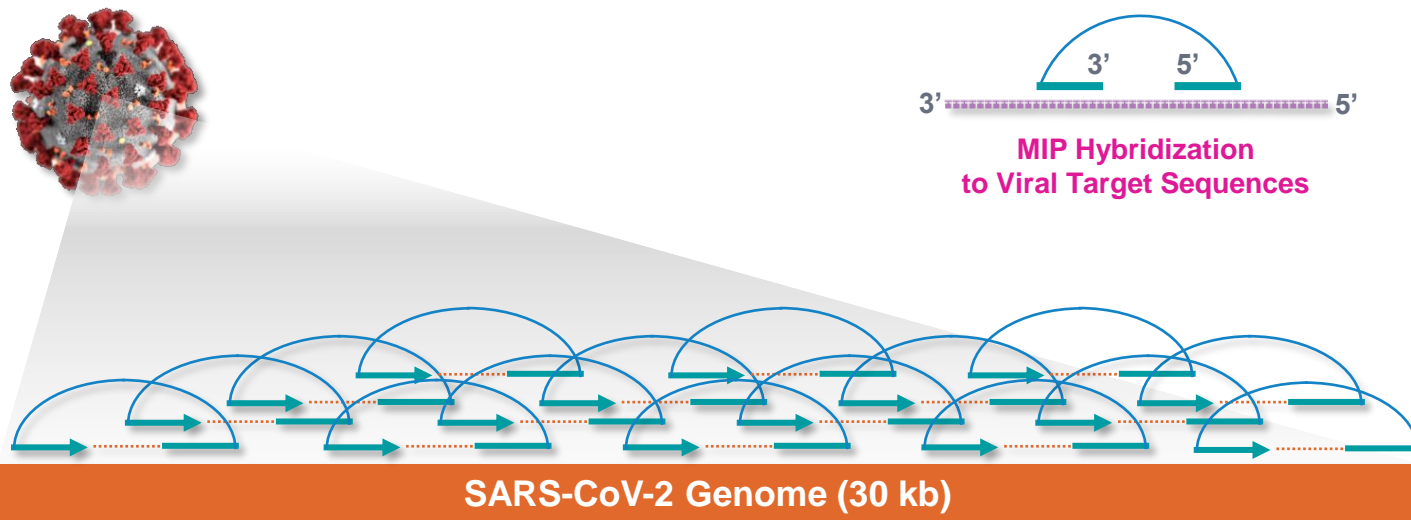 3’ 5’
3’ 5’
MIP Hybridization
to Viral Target Sequences
SARS-CoV-2 Genome (30 kb)